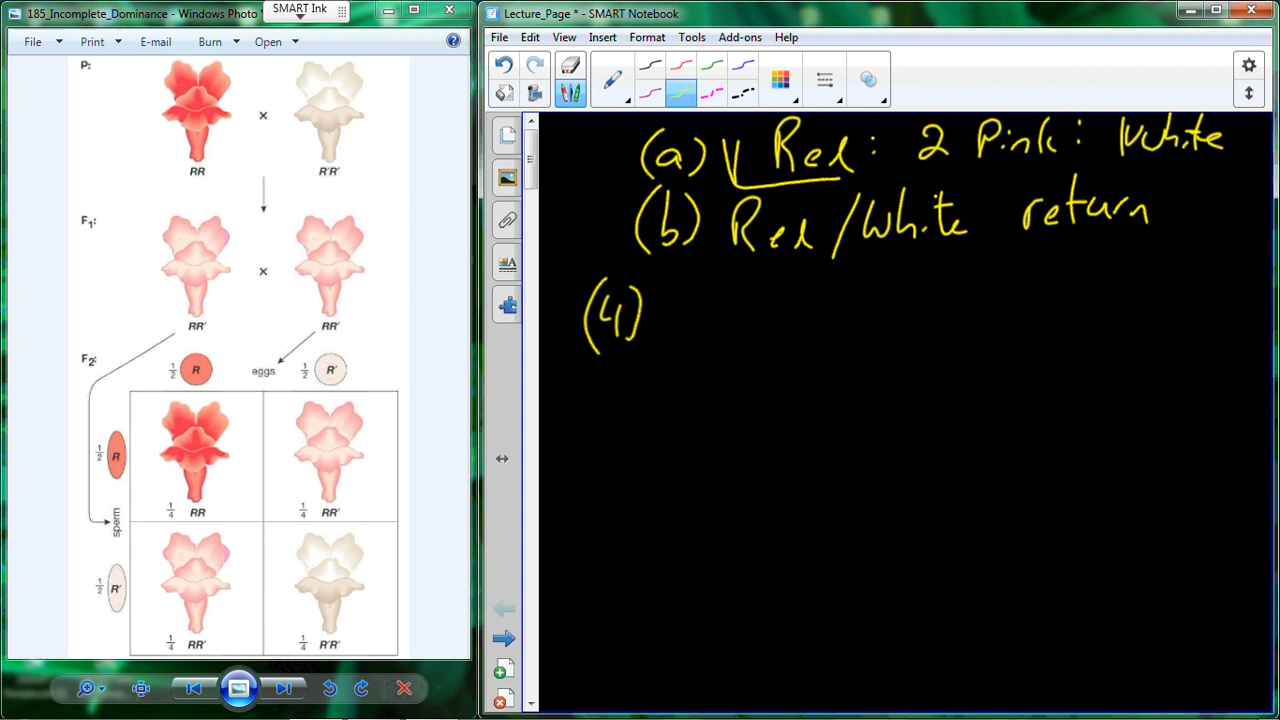 185_Incomplete_Dominance - Windows Photo V
SMART Ink
File Print E-mail Burn Open
P:
×
RR R'R'
F1:
×
RR' RR'
F2:
1/2 R eggs 1/2 R'
1/2 R
1/4 RR 1/4 RR'
sperm
1/2 R'
1/4 RR' 1/4 R'R'
Lecture_Page * - SMART Notebook
File Edit View Insert Format Tools Add-ons Help
(a) Red: 2 Pink: White
(b) Red/White return
(4)